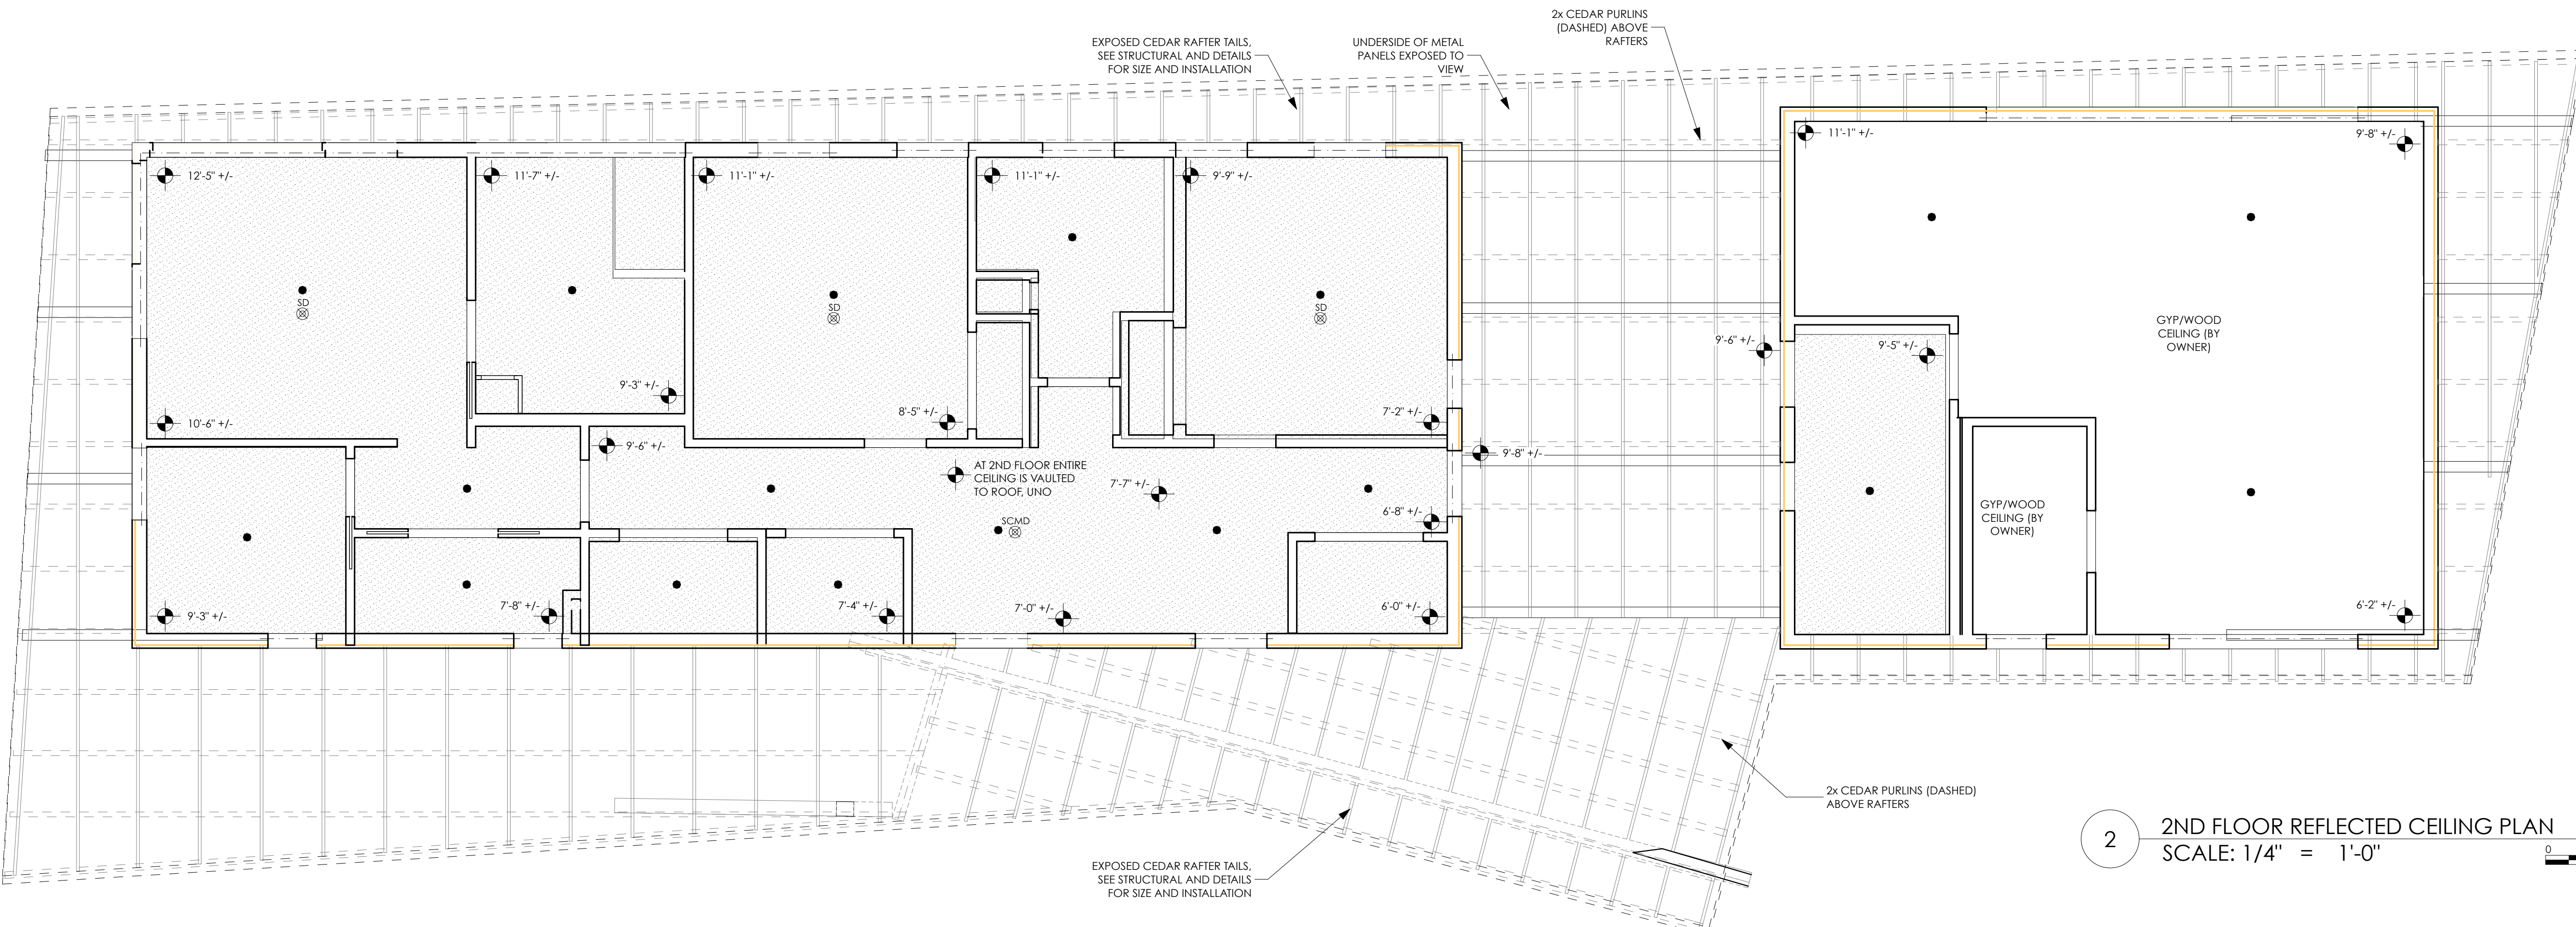 2x CEDAR PURLINS
(DASHED) ABOVE
RAFTERS
EXPOSED CEDAR RAFTER TAILS,
SEE STRUCTURAL AND DETAILS
FOR SIZE AND INSTALLATION
UNDERSIDE OF METAL
PANELS EXPOSED TO
VIEW
12'-5" +/-
11'-7" +/-
11'-1" +/-
11'-1" +/-
9'-9" +/-
11'-1" +/-
9'-8" +/-
SD
SD
SD
GYP/WOOD
CEILING (BY
OWNER)
9'-6" +/-
9'-5" +/-
9'-3" +/-
10'-6" +/-
8'-5" +/-
7'-2" +/-
9'-6" +/-
9'-8" +/-
AT 2ND FLOOR ENTIRE
CEILING IS VAULTED
TO ROOF, UNO
7'-7" +/-
SCMD
6'-8" +/-
GYP/WOOD
CEILING (BY
OWNER)
9'-3" +/-
7'-8" +/-
7'-4" +/-
7'-0" +/-
6'-0" +/-
6'-2" +/-
2x CEDAR PURLINS (DASHED)
ABOVE RAFTERS
EXPOSED CEDAR RAFTER TAILS,
SEE STRUCTURAL AND DETAILS
FOR SIZE AND INSTALLATION
2
2ND FLOOR REFLECTED CEILING PLAN
SCALE: 1/4" = 1'-0"
0